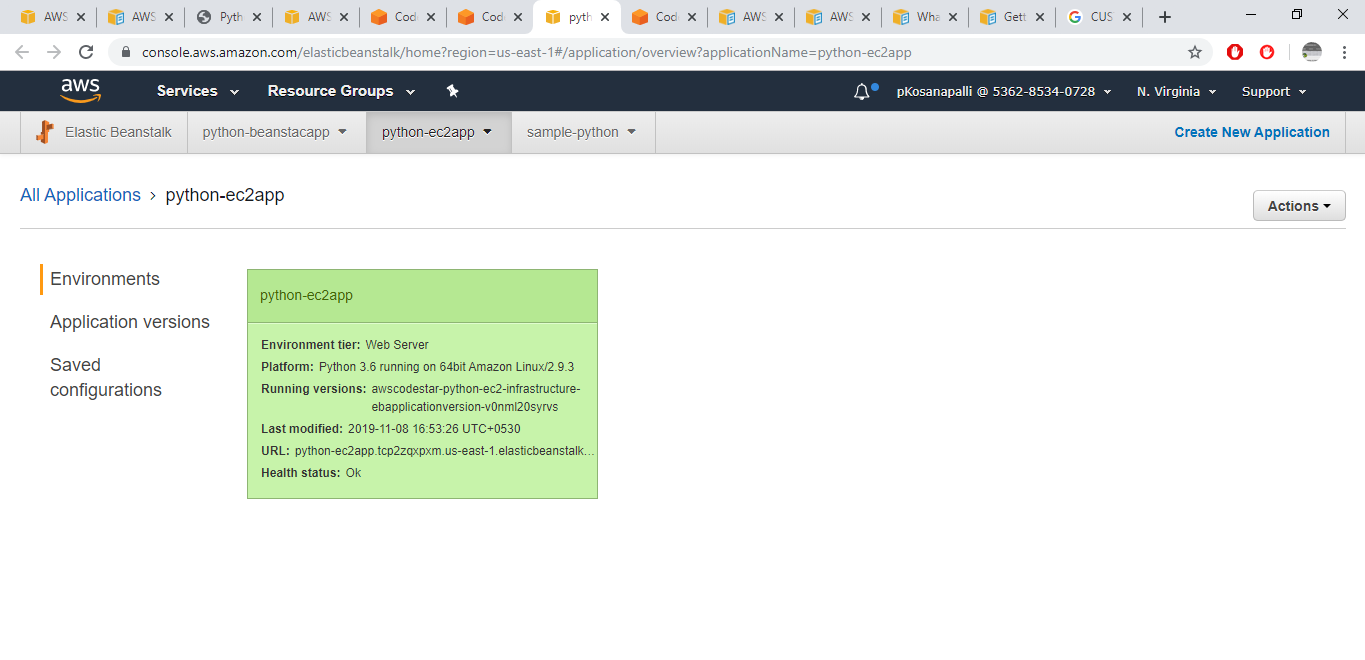 AWS AWS Pyth AWS Code Code pyth Code AWS AWS Wha Gett CUS
console.aws.amazon.com/elasticbeanstalk/home?region=us-east-1#/application/overview?applicationName=python-ec2app
aws Services Resource Groups pKosanapalli @ 5362-8534-0728 N. Virginia Support
Elastic Beanstalk python-beanstacapp python-ec2app sample-python Create New Application
All Applications › python-ec2app
Actions
Environments
Application versions
Saved
configurations
python-ec2app
Environment tier: Web Server
Platform: Python 3.6 running on 64bit Amazon Linux/2.9.3
Running versions: awscodestar-python-ec2-infrastructure-
ebapplicationversion-v0nml20syrvs
Last modified: 2019-11-08 16:53:26 UTC+0530
URL: python-ec2app.tcp2zqxpxm.us-east-1.elasticbeanstalk...
Health status: Ok